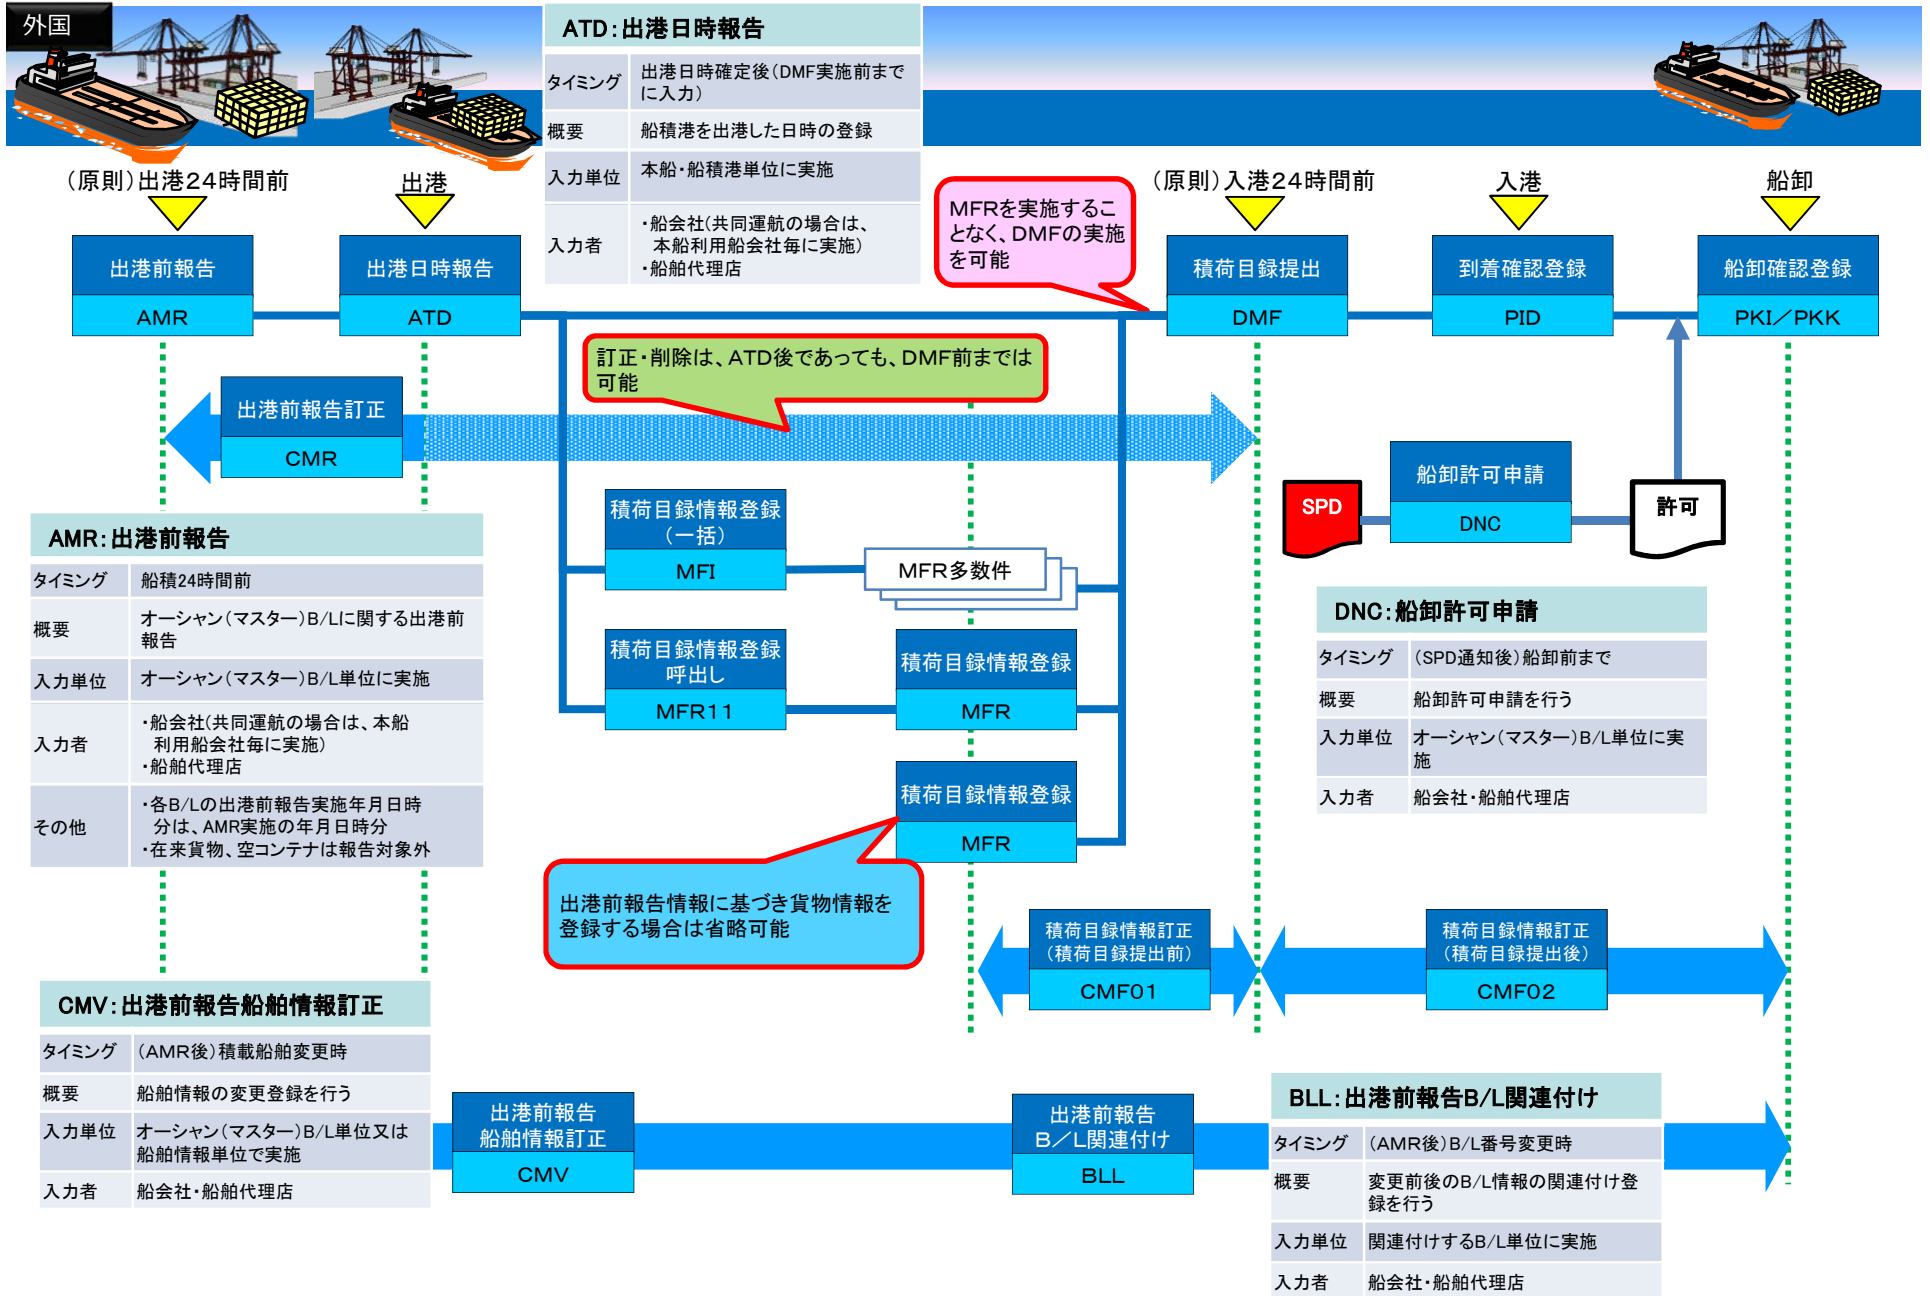 外国
ATD：出港日時報告
タイミング
出港日時確定後（DMF実施前まで
に入力）
概要
船積港を出港した日時の登録
入力単位
本船・船積港単位に実施
入力者
・船会社（共同運航の場合は、
本船利用船会社毎に実施）
・船舶代理店
（原則）出港24時間前
出港
（原則）入港24時間前
入港
船卸
MFRを実施するこ
となく、DMFの実施
を可能
出港前報告
AMR
出港日時報告
ATD
積荷目録提出
DMF
到着確認登録
PID
船卸確認登録
PKI／PKK
訂正・削除は、ATD後であっても、DMF前までは
可能
出港前報告訂正
CMR
船卸許可申請
DNC
SPD
許可
積荷目録情報登録
（一括）
MFI
MFR多数件
積荷目録情報登録
呼出し
MFR11
積荷目録情報登録
MFR
積荷目録情報登録
MFR
出港前報告情報に基づき貨物情報を
登録する場合は省略可能
AMR：出港前報告
タイミング
船積24時間前
概要
オーシャン（マスター）B/Lに関する出港前
報告
入力単位
オーシャン（マスター）B/L単位に実施
入力者
・船会社（共同運航の場合は、本船
利用船会社毎に実施）
・船舶代理店
その他
・各B/Lの出港前報告実施年月日時
分は、AMR実施の年月日時分
・在来貨物、空コンテナは報告対象外
DNC：船卸許可申請
タイミング
（SPD通知後）船卸前まで
概要
船卸許可申請を行う
入力単位
オーシャン（マスター）B/L単位に実
施
入力者
船会社・船舶代理店
積荷目録情報訂正
（積荷目録提出前）
CMF01
積荷目録情報訂正
（積荷目録提出後）
CMF02
CMV：出港前報告船舶情報訂正
タイミング
（AMR後）積載船舶変更時
概要
船舶情報の変更登録を行う
入力単位
オーシャン（マスター）B/L単位又は
船舶情報単位で実施
入力者
船会社・船舶代理店
出港前報告
船舶情報訂正
CMV
出港前報告
B／L関連付け
BLL
BLL：出港前報告B/L関連付け
タイミング
（AMR後）B/L番号変更時
概要
変更前後のB/L情報の関連付け登
録を行う
入力単位
関連付けするB/L単位に実施
入力者
船会社・船舶代理店